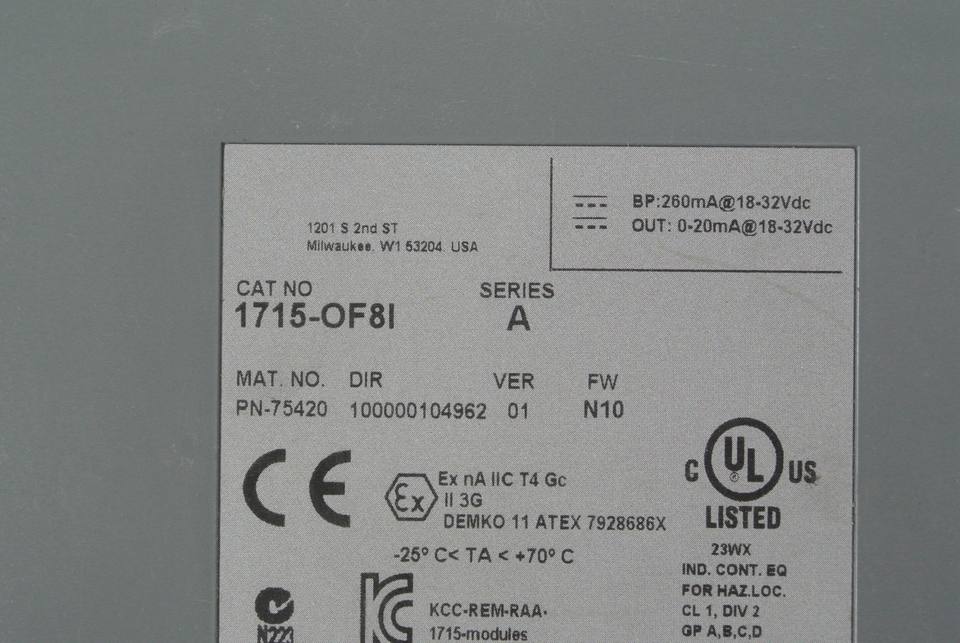 BP:260mA@18-32Vdc
OUT: 0-20mA@18-32Vdc
1201 S 2nd ST
Milwaukee, W1 53204 USA
CAT NO SERIES
1715-OF8I A
MAT. NO. DIR VER FW
PN-75420 100000104962 01 N10
CE
Ex
Ex nA IIC T4 Gc
II 3G
DEMKO 11 ATEX 7928686X
-25° C< TA < +70° C
C UL US
LISTED
23WX
IND. CONT. EQ
FOR HAZ.LOC.
CL 1, DIV 2
GP A,B,C,D
N223
KC
KCC-REM-RAA-
1715-modules